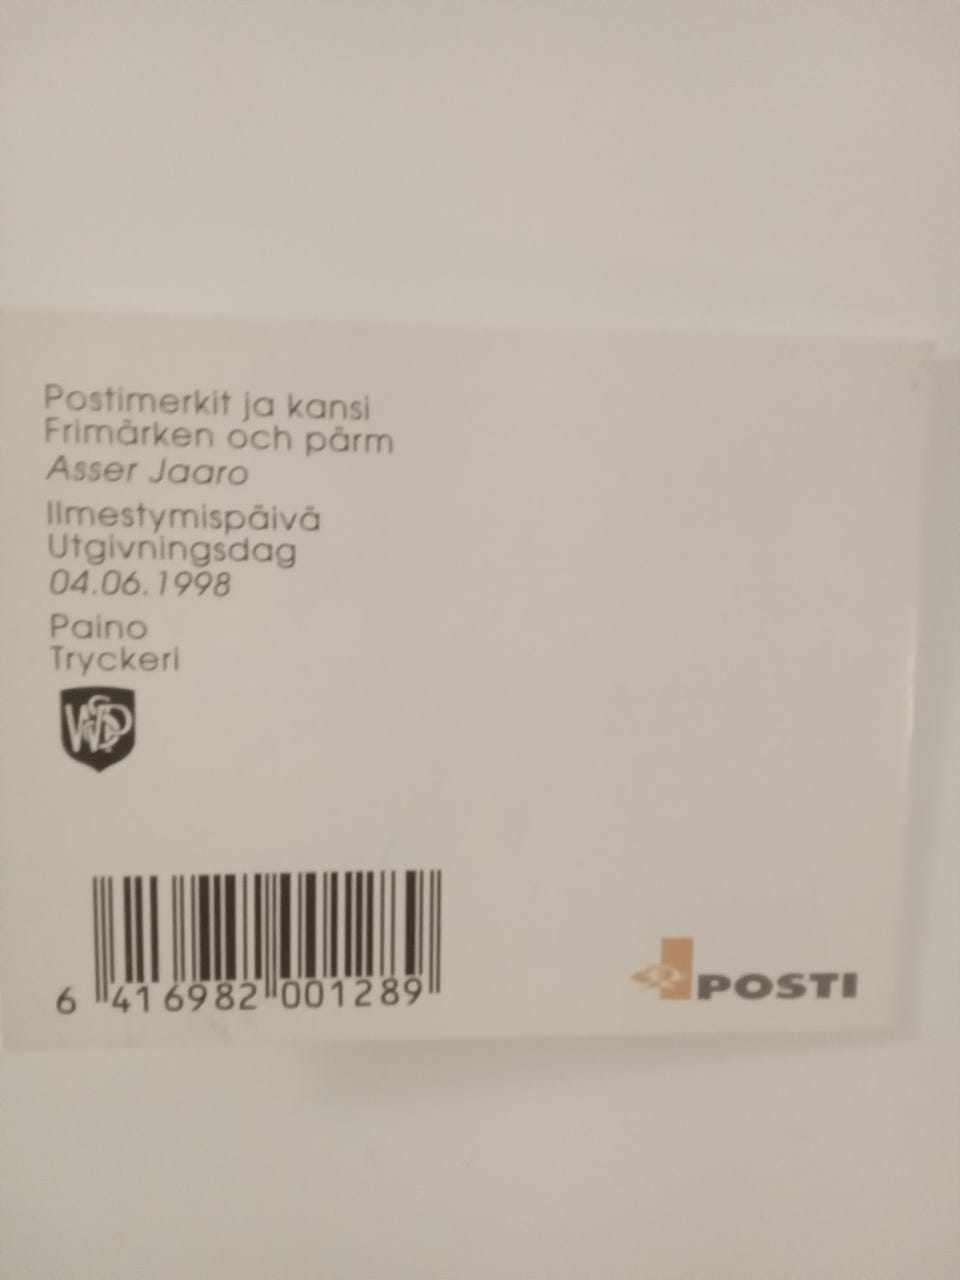 Postimerkit ja kansi
Frimärken och pärm
Asser Jaaro
Ilmestymispäivä
Utgivningsdag
04.06.1998
Paino
Tryckeri
WSP
6 416982 001289
POSTI